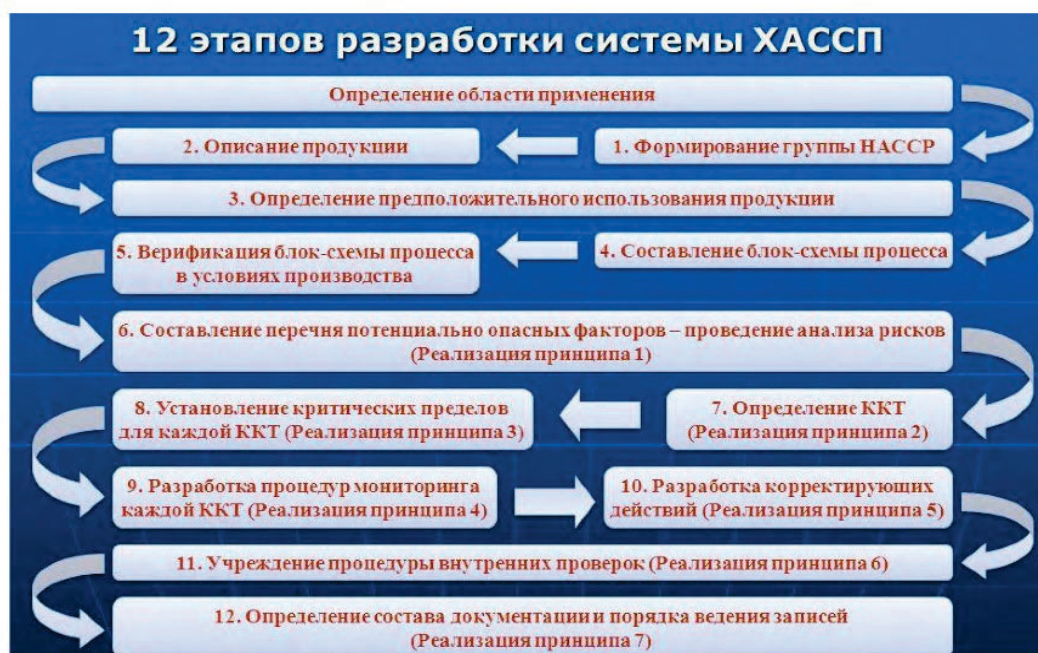 12 этапов разработки системы ХАССП
Определение области применения
1. Формирование группы НАССР
2. Описание продукции
3. Определение предположительного использования продукции
4. Составление блок-схемы процесса
5. Верификация блок-схемы процесса
в условиях производства
6. Составление перечня потенциально опасных факторов – проведение анализа рисков
(Реализация принципа 1)
7. Определение ККТ
(Реализация принципа 2)
8. Установление критических пределов
для каждой ККТ (Реализация принципа 3)
9. Разработка процедур мониторинга
каждой ККТ (Реализация принципа 4)
10. Разработка корректирующих
действий (Реализация принципа 5)
11. Учреждение процедуры внутренних проверок (Реализация принципа 6)
12. Определение состава документации и порядка ведения записей
(Реализация принципа 7)